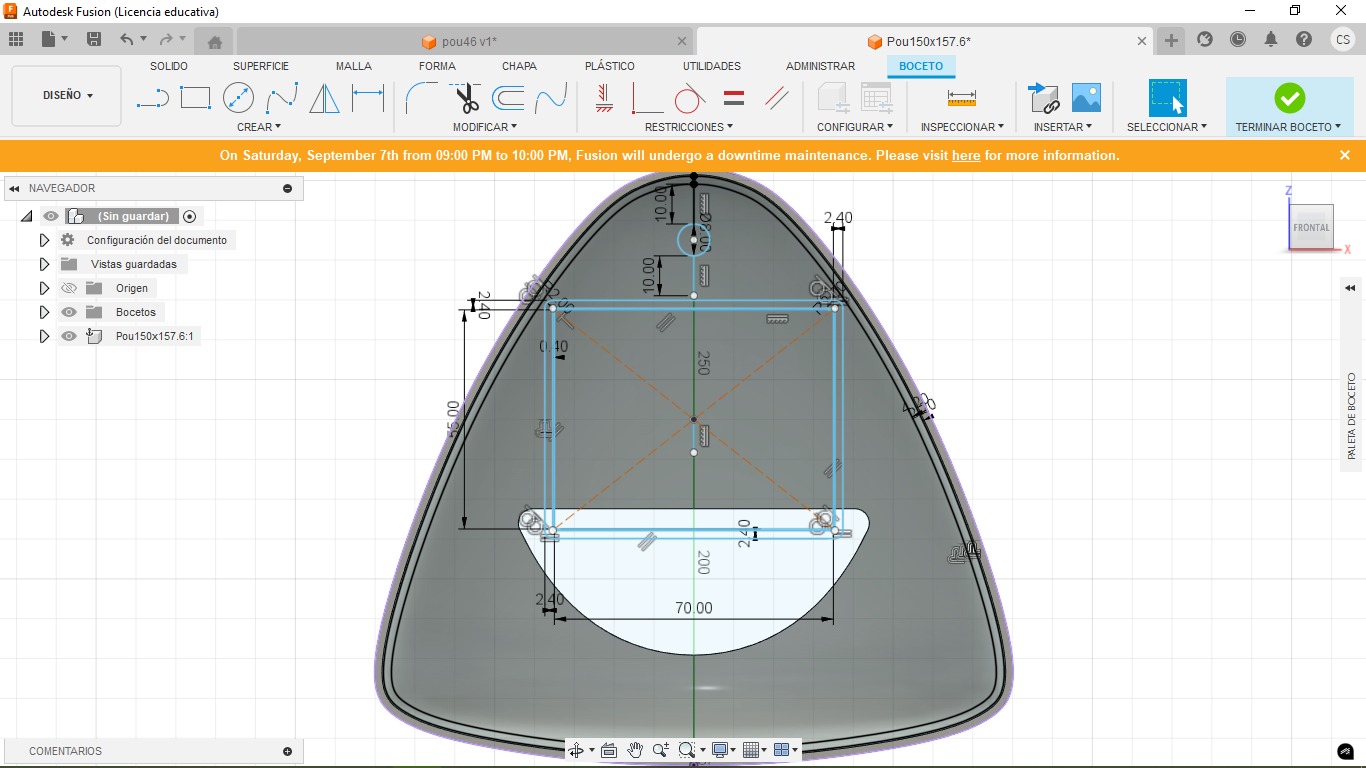 Autodesk Fusion (Licencia educativa)
pou46 v1*
Pou150x157.6*
CS
DISEÑO
SOLIDO SUPERFICIE MALLA FORMA CHAPA PLÁSTICO UTILIDADES ADMINISTRAR BOCETO
CREAR MODIFICAR RESTRICCIONES CONFIGURAR INSPECCIONAR INSERTAR SELECCIONAR TERMINAR BOCETO
On Saturday, September 7th from 09:00 PM to 10:00 PM, Fusion will undergo a downtime maintenance. Please visit here for more information.
NAVEGADOR
(Sin guardar)
Configuración del documento
Vistas guardadas
Origen
Bocetos
Pou150x157.6:1
Z
FRONTAL
X
PALETA DE BOCETO
10.00
Ø8.00
2.40
10.00
2.40
0.40
250
55.00
4.20
2.40
200
2.40
70.00
COMENTARIOS